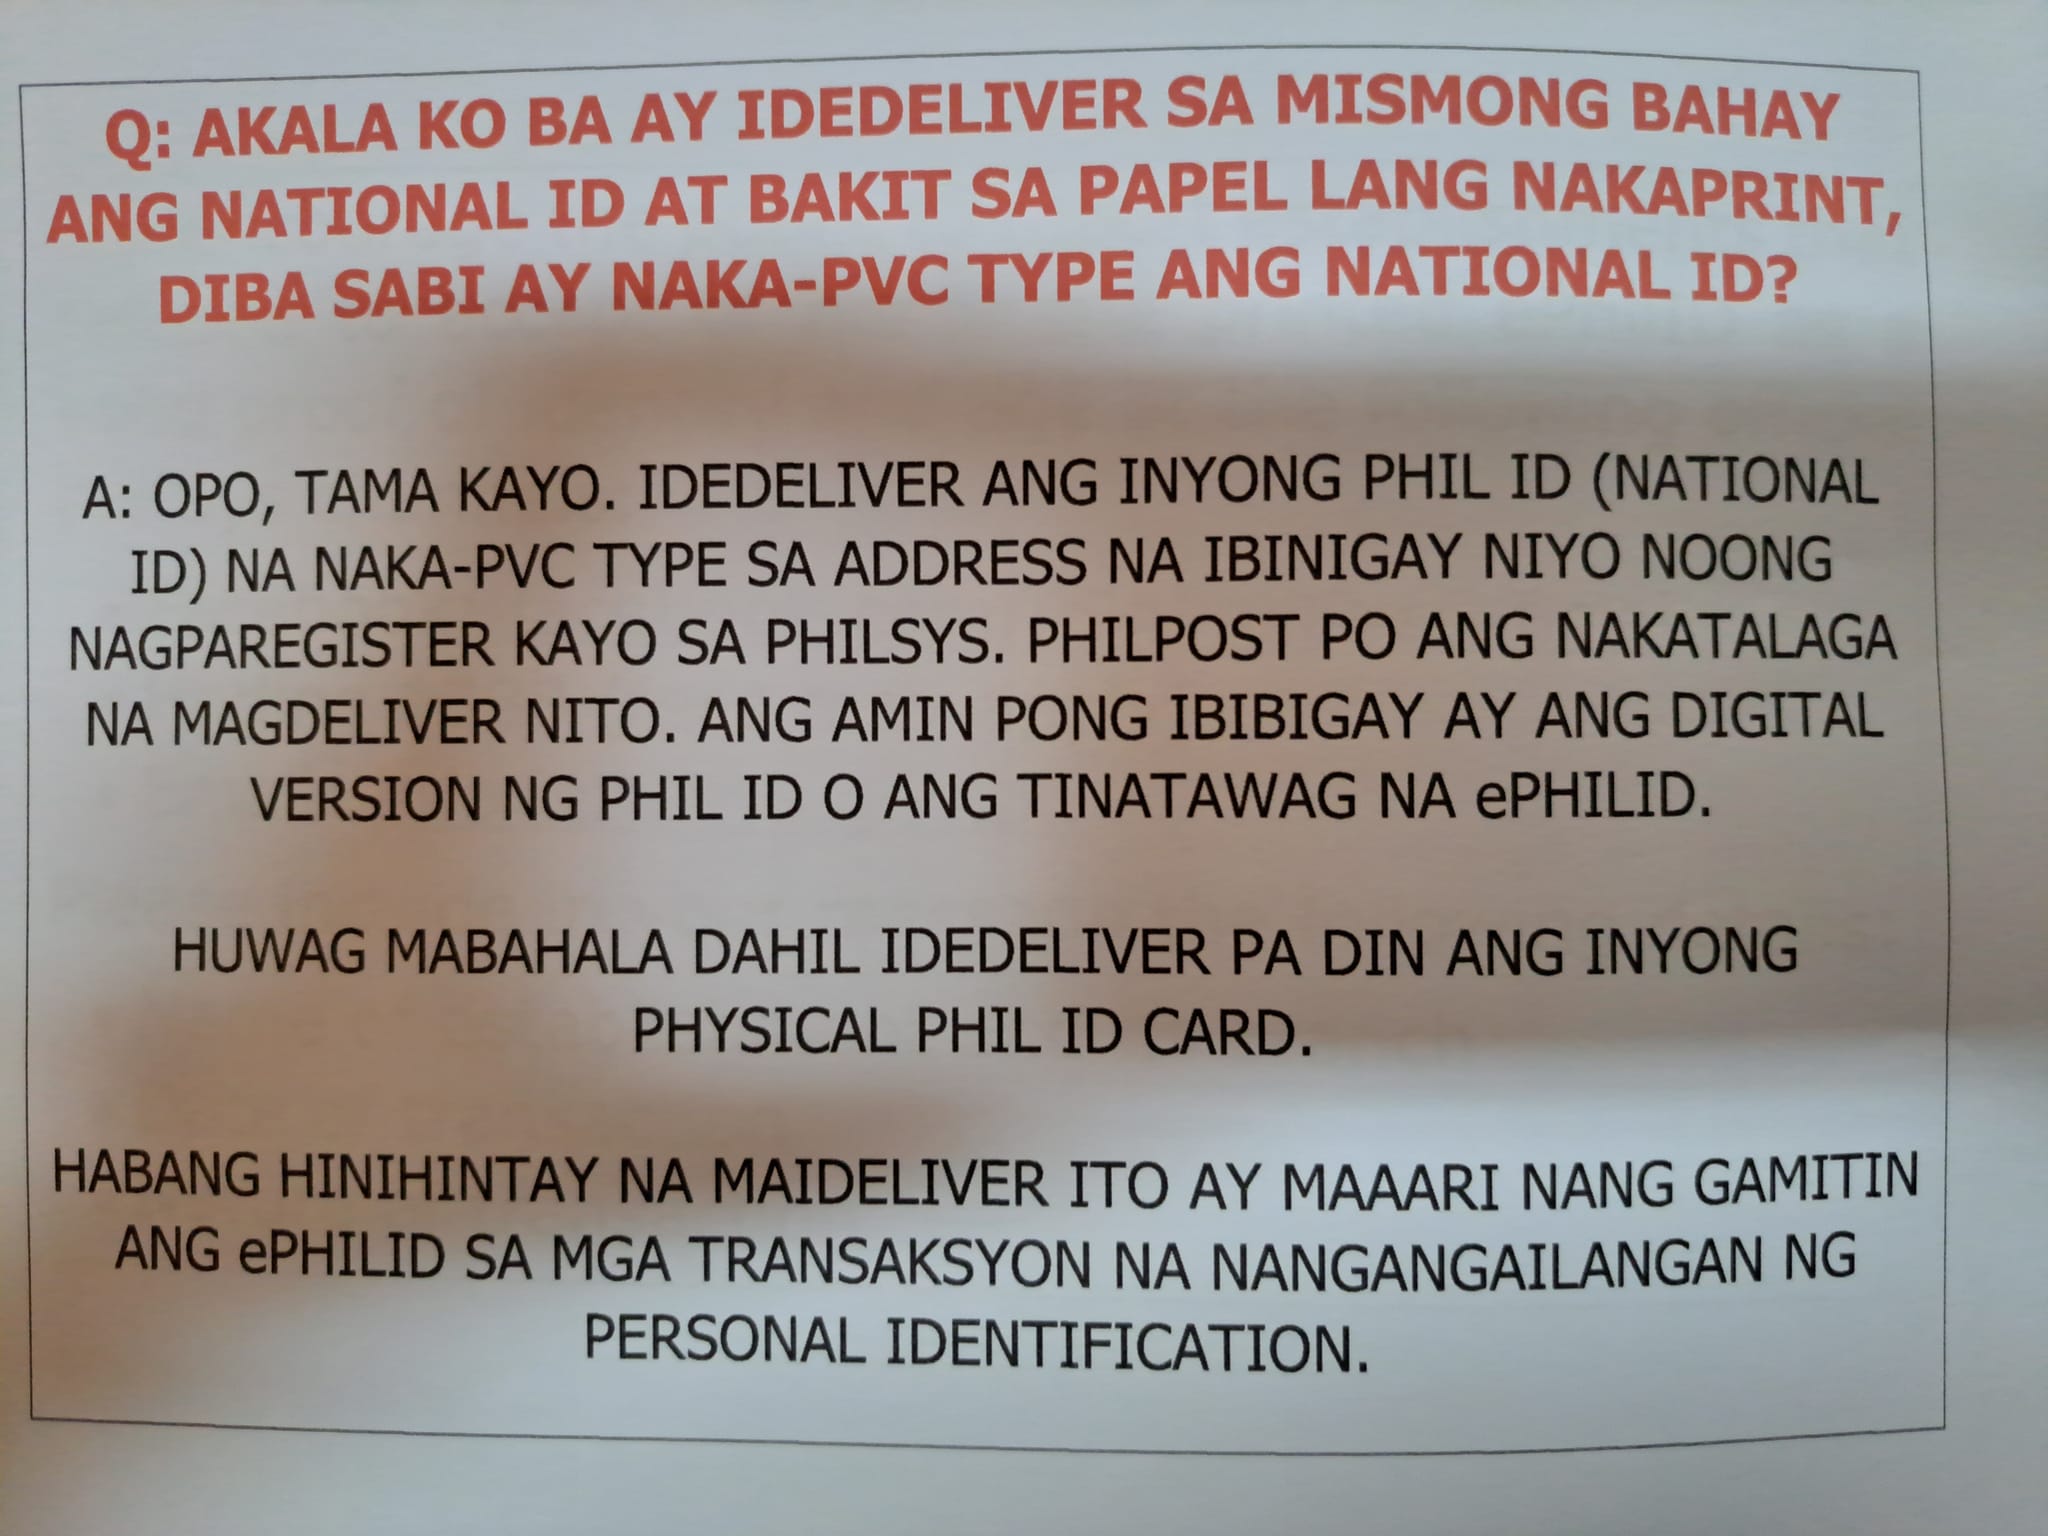 Q: AKALA KO BA AY IDEDELIVER SA MISMONG BAHAY
ANG NATIONAL ID AT BAKIT SA PAPEL LANG NAKAPRINT,
DIBA SABI AY NAKA-PVC TYPE ANG NATIONAL ID?
A: OPO, TAMA KAYO. IDEDELIVER ANG INYONG PHIL ID (NATIONAL
ID) NA NAKA-PVC TYPE SA ADDRESS NA IBINIGAY NIYO NOONG
NAGPAREGISTER KAYO SA PHILSYS. PHILPOST PO ANG NAKATALAGA
NA MAGDELIVER NITO. ANG AMIN PONG IBIBIGAY AY ANG DIGITAL
VERSION NG PHIL ID O ANG TINATAWAG NA ePHILID.
HUWAG MABAHALA DAHIL IDEDELIVER PA DIN ANG INYONG
PHYSICAL PHIL ID CARD.
HABANG HINIHINTAY NA MAIDELIVER ITO AY MAAARI NANG GAMITIN
ANG ePHILID SA MGA TRANSAKSYON NA NANGANGAILANGAN NG
PERSONAL IDENTIFICATION.